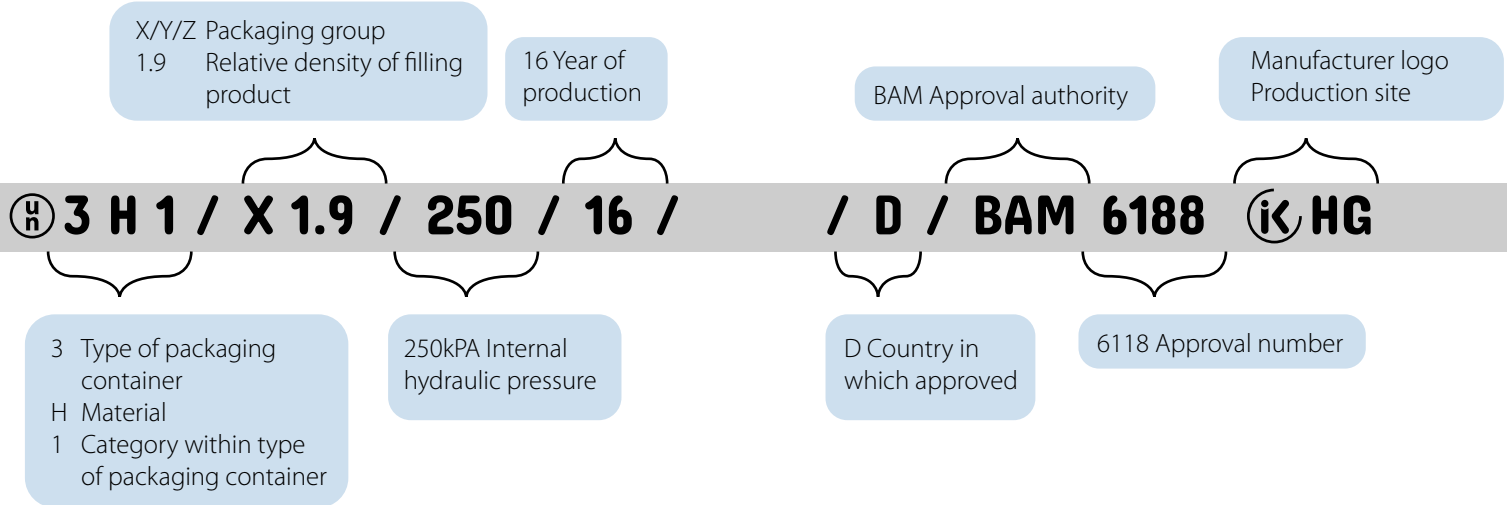 X/Y/Z Packaging group
1.9 Relative density of filling
product
16 Year of
production
BAM Approval authority
Manufacturer logo
Production site
un 3 H 1 / X 1.9 / 250 / 16 / / D / BAM 6188 iK HG
3 Type of packaging
container
H Material
1 Category within type
of packaging container
250kPA Internal
hydraulic pressure
D Country in
which approved
6118 Approval number